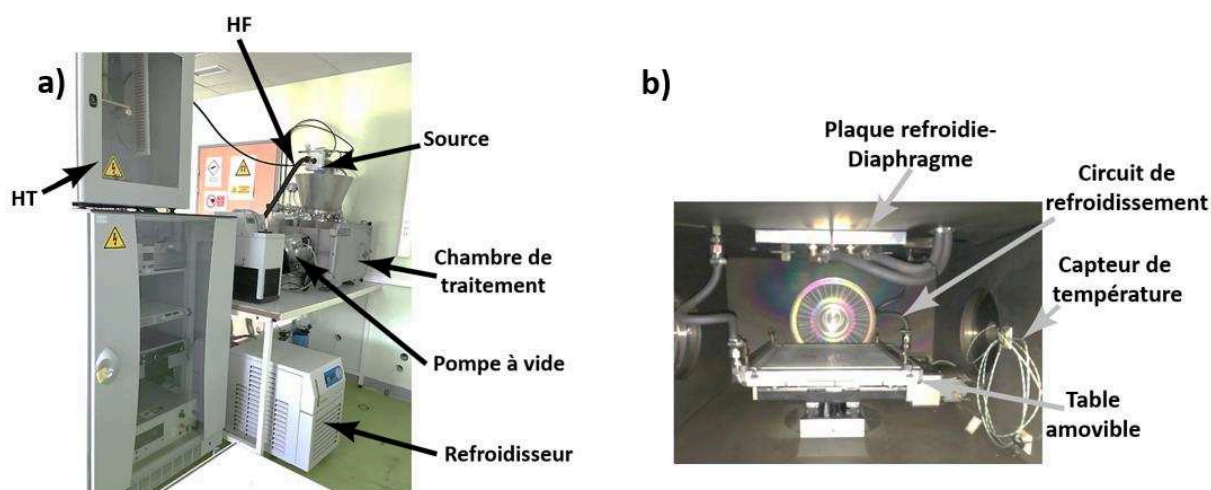 a)
HF
Source
HT
Chambre de
traitement
Pompe à vide
Refroidisseur
b)
Plaque refroidie-
Diaphragme
Circuit de
refroidissement
Capteur de
température
Table
amovible